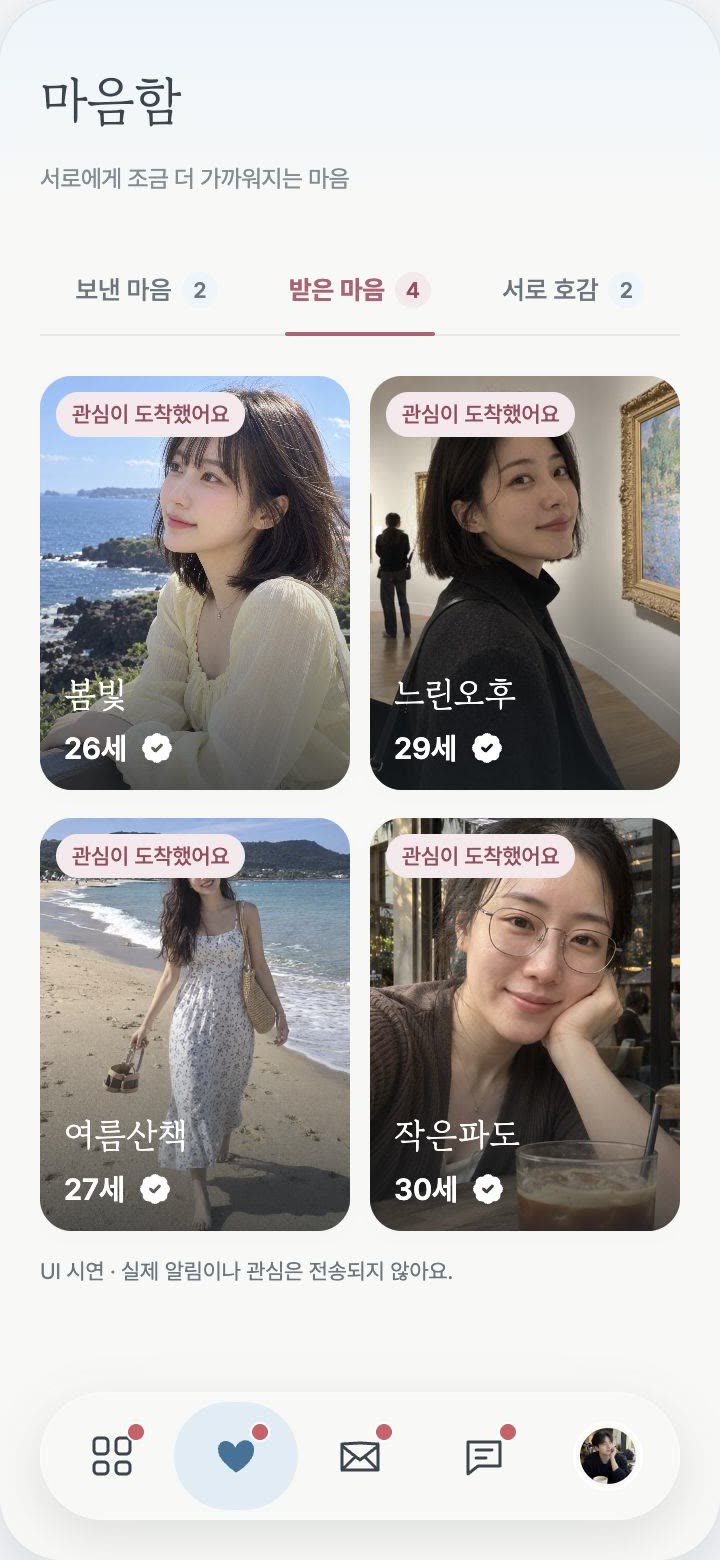 마음함
서로에게 조금 더 가까워지는 마음
보낸 마음 2 받은 마음 4 서로 호감 2
관심이 도착했어요 관심이 도착했어요
봄빛 느린오후
26세 29세
관심이 도착했어요 관심이 도착했어요
여름산책 작은파도
27세 30세
UI 시연 · 실제 알림이나 관심은 전송되지 않아요.